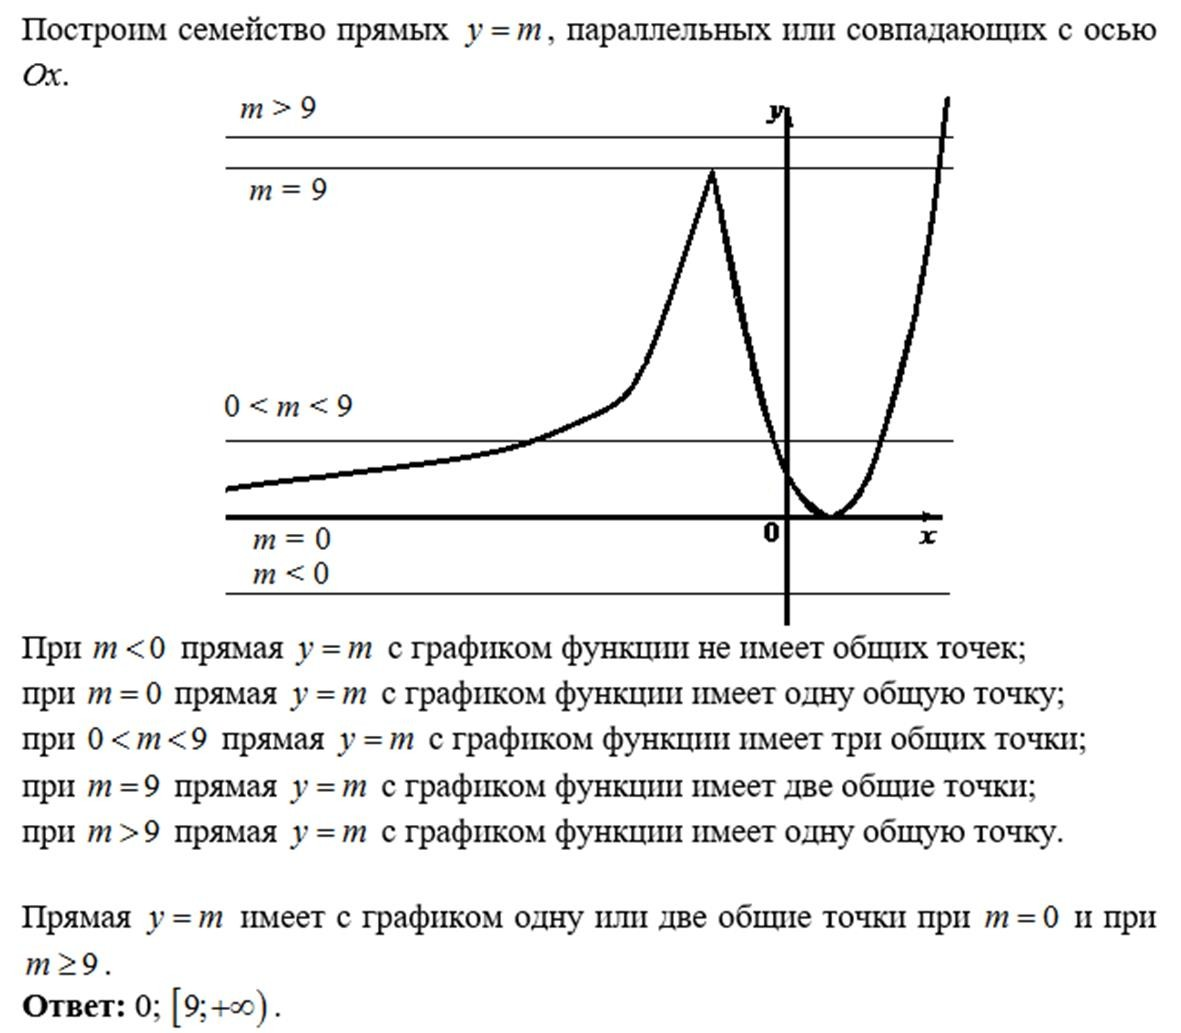 Построим семейство прямых y = m, параллельных или совпадающих с осью
Ox.
m > 9
y
m = 9
0 < m < 9
0
x
m = 0
m < 0
При m < 0 прямая y = m с графиком функции не имеет общих точек;
при m = 0 прямая y = m с графиком функции имеет одну общую точку;
при 0 < m < 9 прямая y = m с графиком функции имеет три общих точки;
при m = 9 прямая y = m с графиком функции имеет две общие точки;
при m > 9 прямая y = m с графиком функции имеет одну общую точку.
Прямая y = m имеет с графиком одну или две общие точки при m = 0 и при
m ≥ 9.
Ответ: 0; [9;+∞).